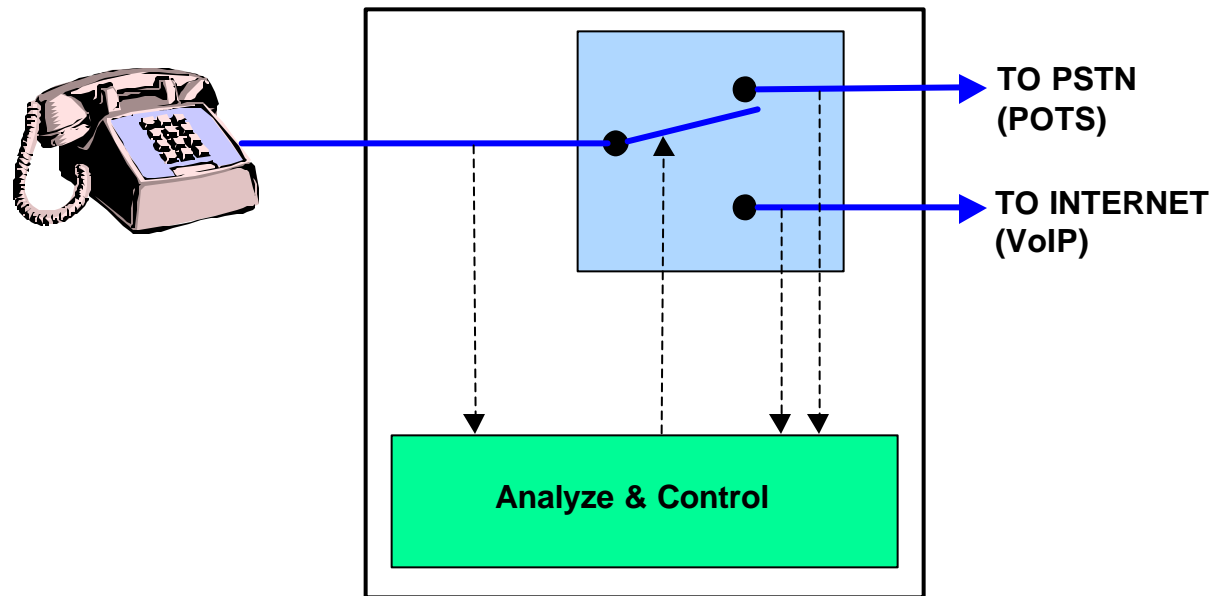 TO PSTN
(POTS)
TO INTERNET
(VoIP)
Analyze & Control